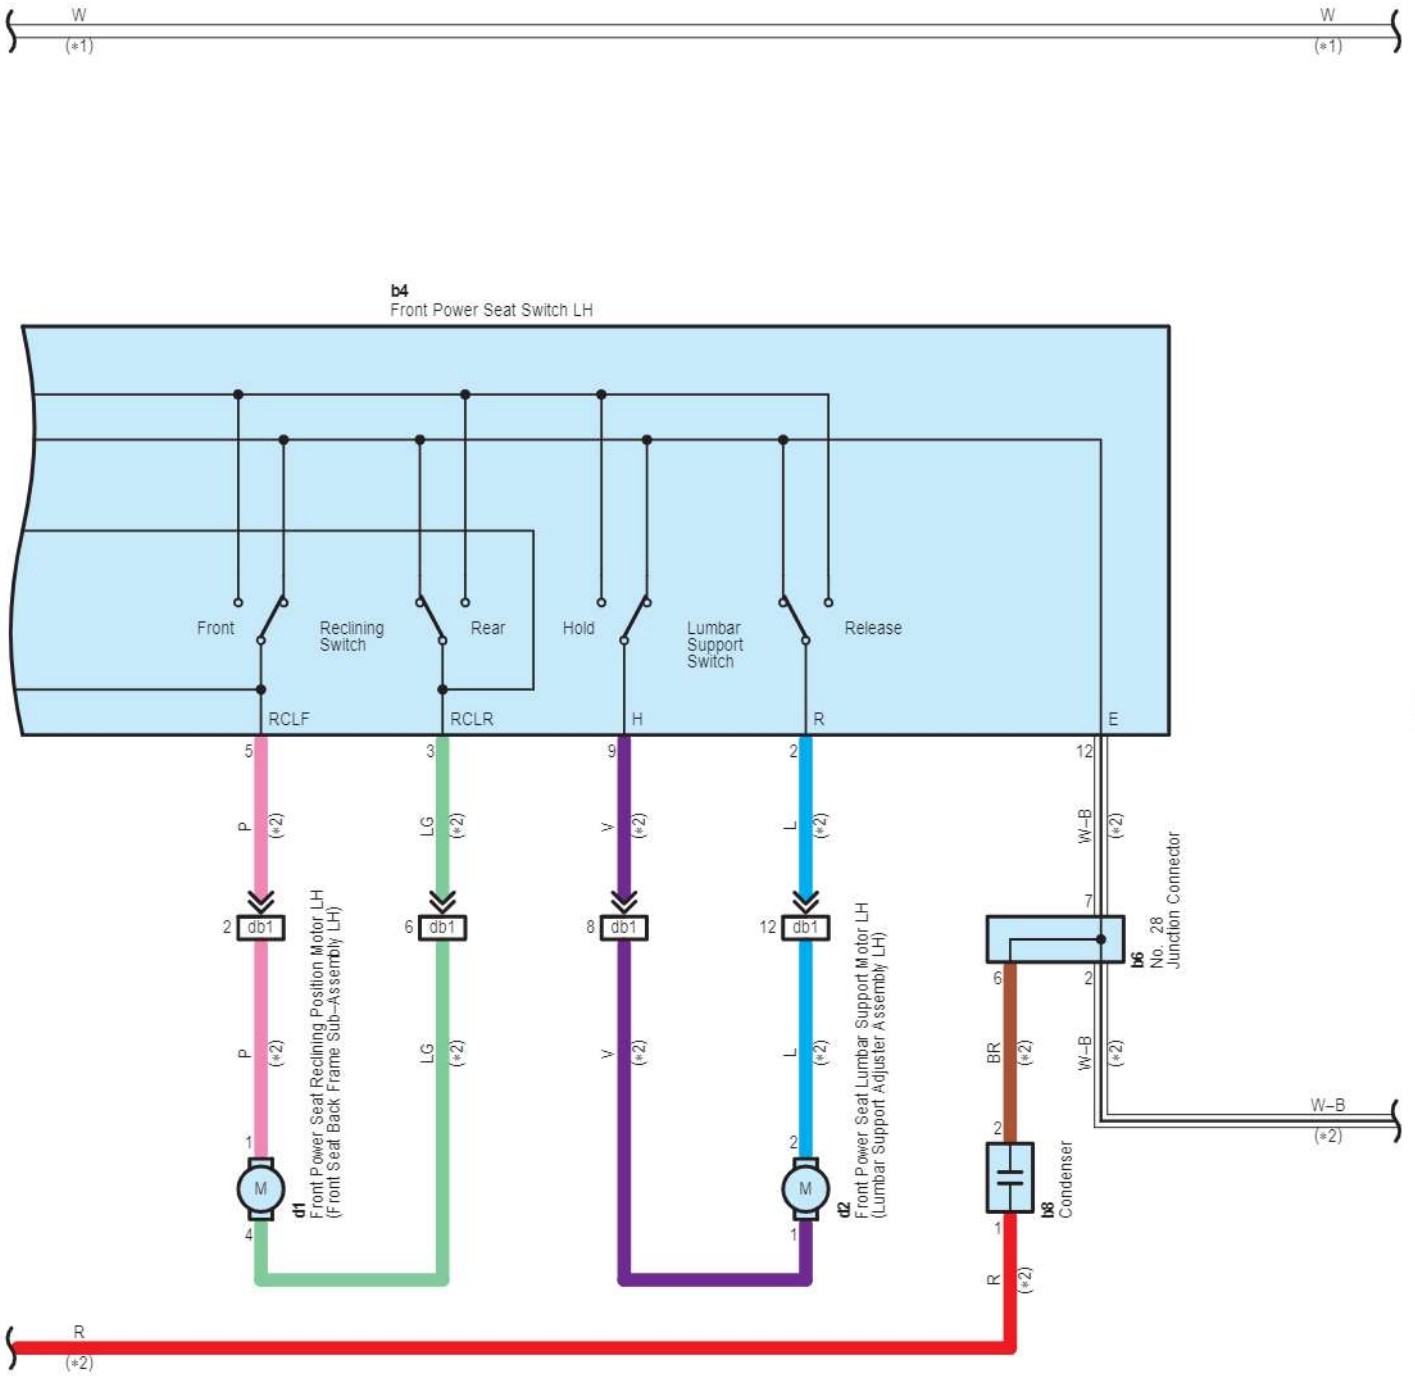 W
W
(*1)
(*1)
b4
Front Power Seat Switch LH
Front
Reclining
Switch
Rear
Hold
Lumbar
Support
Switch
Release
RCLF
RCLR
H
R
E
5
3
9
2
12
P
(*2)
LG
(*2)
V
(*2)
L
(*2)
W–B
(*2)
7
2
db1
6
db1
8
db1
12
db1
b6
No. 28
Junction Connector
6
2
P
(*2)
LG
(*2)
V
(*2)
L
(*2)
BR
(*2)
W–B
(*2)
W–B
(*2)
1
2
2
M
M
d1
Front Power Seat Reclining Position Motor LH
(Front Seat Back Frame Sub–Assembly LH)
d2
Front Power Seat Lumbar Support Motor LH
(Lumbar Support Adjuster Assembly LH)
b8
Condenser
4
1
1
R
(*2)
R
(*2)